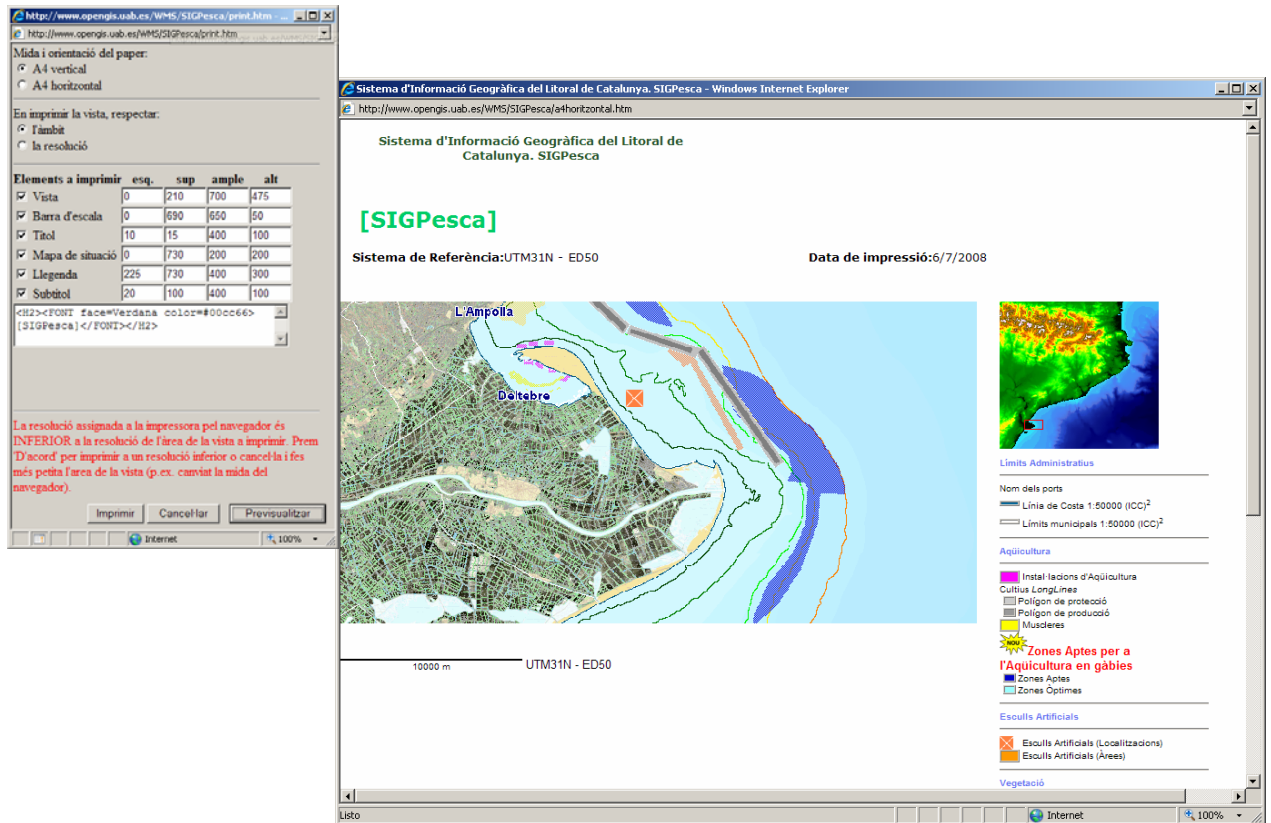 http://www.opengis.uab.es/WMS/SIGPesca/print.htm - ...
http://www.opengis.uab.es/WMS/SIGPesca/print.htm
Mida i orientació del paper:
A4 vertical
A4 horitzontal
En imprimir la vista, respectar:
l'àmbit
la resolució
Elements a imprimir esq. sup ample alt
Vista 0 210 700 475
Barra d'escala 0 690 650 50
Títol 10 15 400 100
Mapa de situació 0 730 200 200
Llegenda 225 730 400 300
Subtítol 20 100 400 100
<H2><FONT face=Verdana color=#00cc66>
[SIGPesca]</FONT></H2>
La resolució assignada a la impressora pel navegador és
INFERIOR a la resolució de l'àrea de la vista a imprimir. Prem
'D'acord' per imprimir a un resolució inferior o cancel·la i fes
més petita l'area de la vista (p.ex. canviat la mida del
navegador).
Imprimir Cancel·lar Previsualitzar
Internet 100%
Sistema d'Informació Geogràfica del Litoral de Catalunya. SIGPesca - Windows Internet Explorer
http://www.opengis.uab.es/WMS/SIGPesca/a4horitzontal.htm
Sistema d'Informació Geogràfica del Litoral de
Catalunya. SIGPesca
[SIGPesca]
Sistema de Referència:UTM31N - ED50 Data de impressió:6/7/2008
L'Ampolla
Deltebre
10000 m UTM31N - ED50
Límits Administratius
Nom dels ports
Línia de Costa 1:50000 (ICC)2
Límits municipals 1:50000 (ICC)2
Aqüicultura
Instal·lacions d'Aqüicultura
Cultius LongLines
Polígon de protecció
Polígon de producció
Muscleres
NOU Zones Aptes per a
l'Aqüicultura en gàbies
Zones Aptes
Zones Òptimes
Esculls Artificials
Esculls Artificials (Localitzacions)
Esculls Artificials (Àrees)
Vegetació
Listo Internet 100%